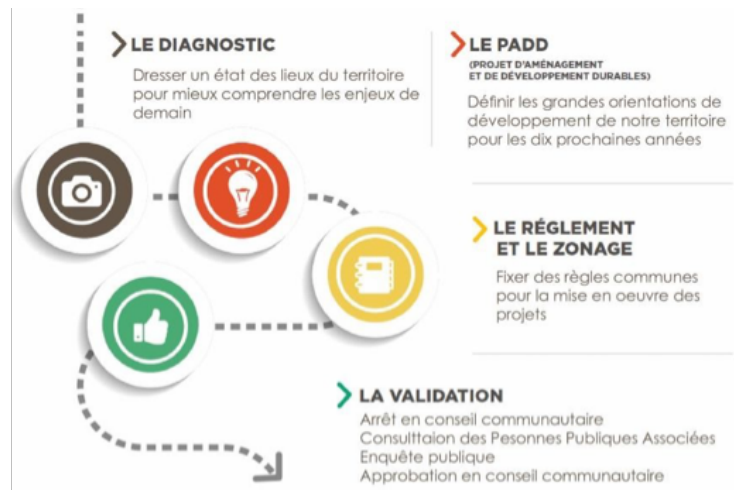 LE DIAGNOSTIC
Dresser un état des lieux du territoire
pour mieux comprendre les enjeux de
demain
LE PADD
(PROJET D'AMÉNAGEMENT
ET DE DÉVELOPPEMENT DURABLES)
Définir les grandes orientations de
développement de notre territoire
pour les dix prochaines années
LE RÉGLEMENT
ET LE ZONAGE
Fixer des règles communes
pour la mise en oeuvre des
projets
LA VALIDATION
Arrêt en conseil communautaire
Consulttaion des Pesonnes Publiques Associées
Enquête publique
Approbation en conseil communautaire